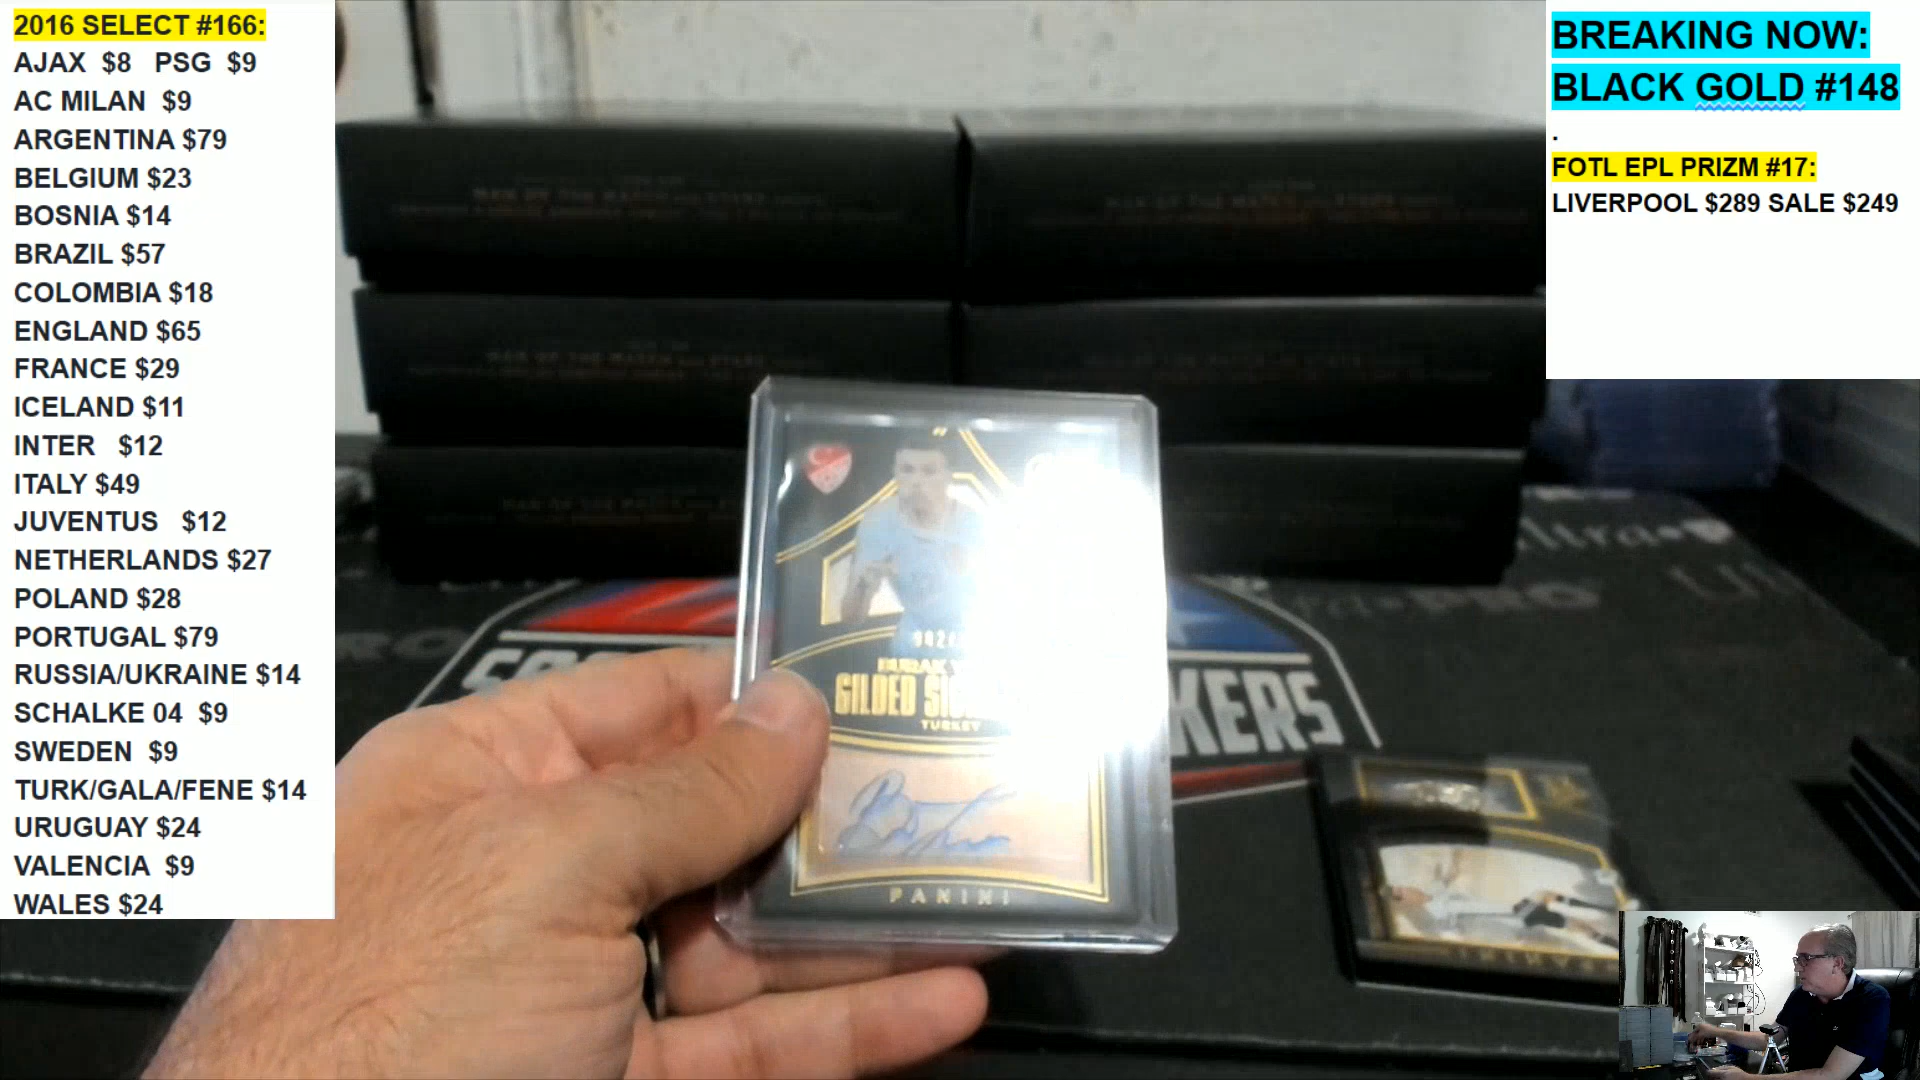 2016 SELECT #166:
AJAX $8 PSG $9
AC MILAN $9
ARGENTINA $79
BELGIUM $23
BOSNIA $14
BRAZIL $57
COLOMBIA $18
ENGLAND $65
FRANCE $29
ICELAND $11
INTER $12
ITALY $49
JUVENTUS $12
NETHERLANDS $27
POLAND $28
PORTUGAL $79
RUSSIA/UKRAINE $14
SCHALKE 04 $9
SWEDEN $9
TURK/GALA/FENE $14
URUGUAY $24
VALENCIA $9
WALES $24
BREAKING NOW:
BLACK GOLD #148
.
FOTL EPL PRIZM #17:
LIVERPOOL $289 SALE $249
BURAK
GILDED
TURKEY
PANINI
KERS
PRO